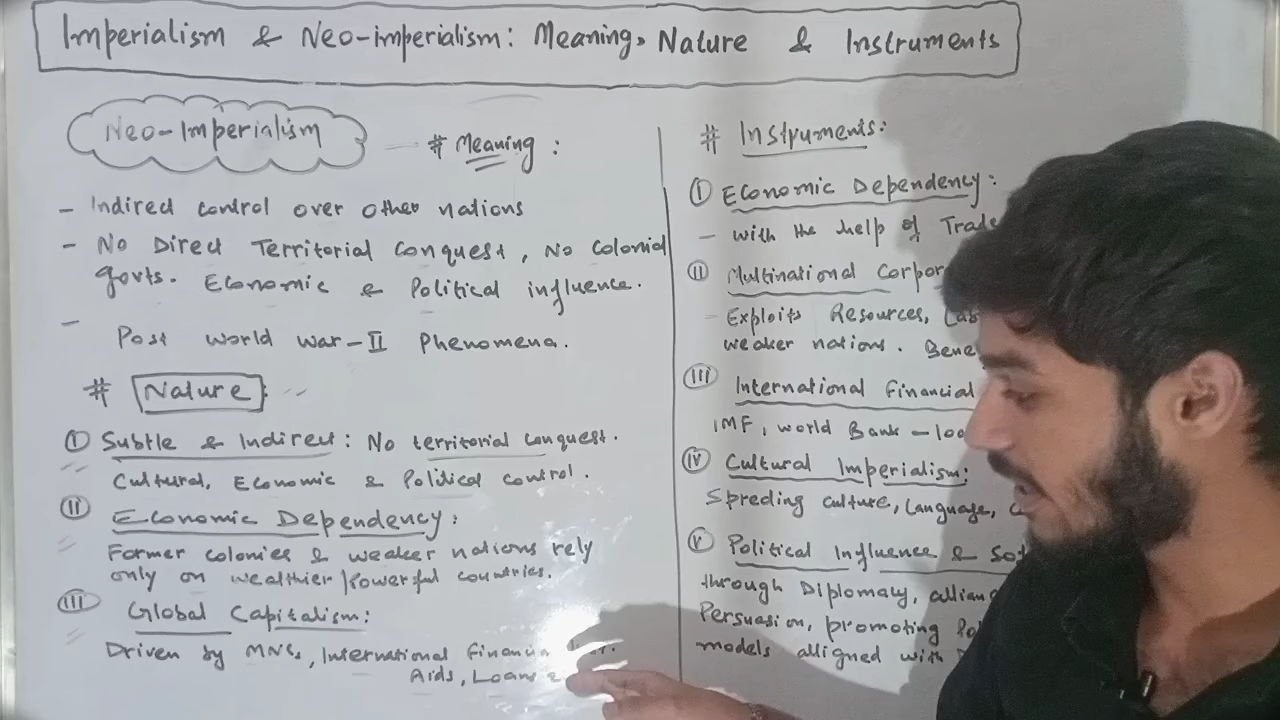 Imperialism & Neo-imperialism: Meaning, Nature & Instruments
Neo-Imperialism
# Meaning :
- Indirect control over other nations
- No Direct Territorial Conquest, No Colonial
govts. Economic & Political influence.
- Post World War-II Phenomena.
# Nature :
I Subtle & Indirect : No territorial Conquest.
Cultural, Economic & Political control.
II Economic Dependency :
Former colonies & weaker nations rely
only on wealthier/Powerful countries.
III Global Capitalism :
Driven by MNCs, International
Aids, Loans
# Instruments :
I Economic Dependency :
- with the help of Trade
II Multinational
Exploits Resources,
weaker nations.
III International Financial
IMF, World Bank -
IV Cultural Imperialism :
Spreding culture, Language,
V Political Influence &
through Diplomacy,
Persuasion, promoting
models alligned with